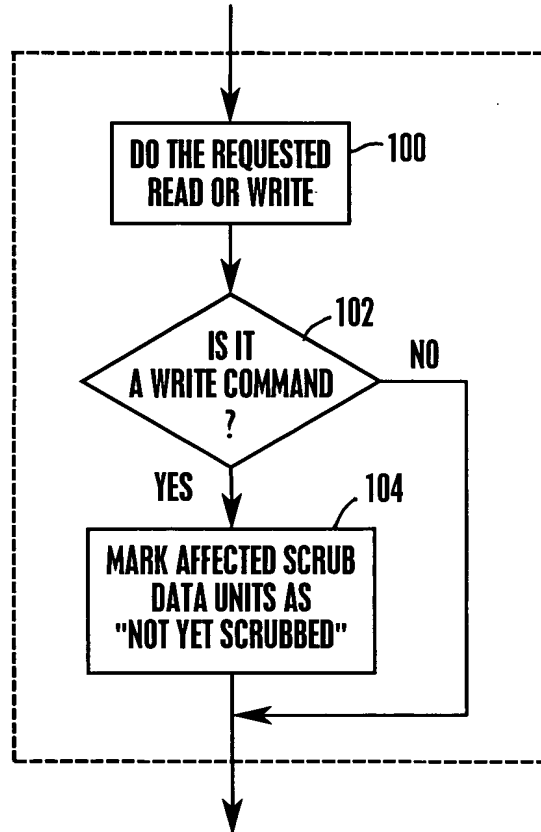 DO THE REQUESTED
READ OR WRITE
100
102
IS IT
A WRITE COMMAND
?
NO
YES
104
MARK AFFECTED SCRUB
DATA UNITS AS
"NOT YET SCRUBBED"